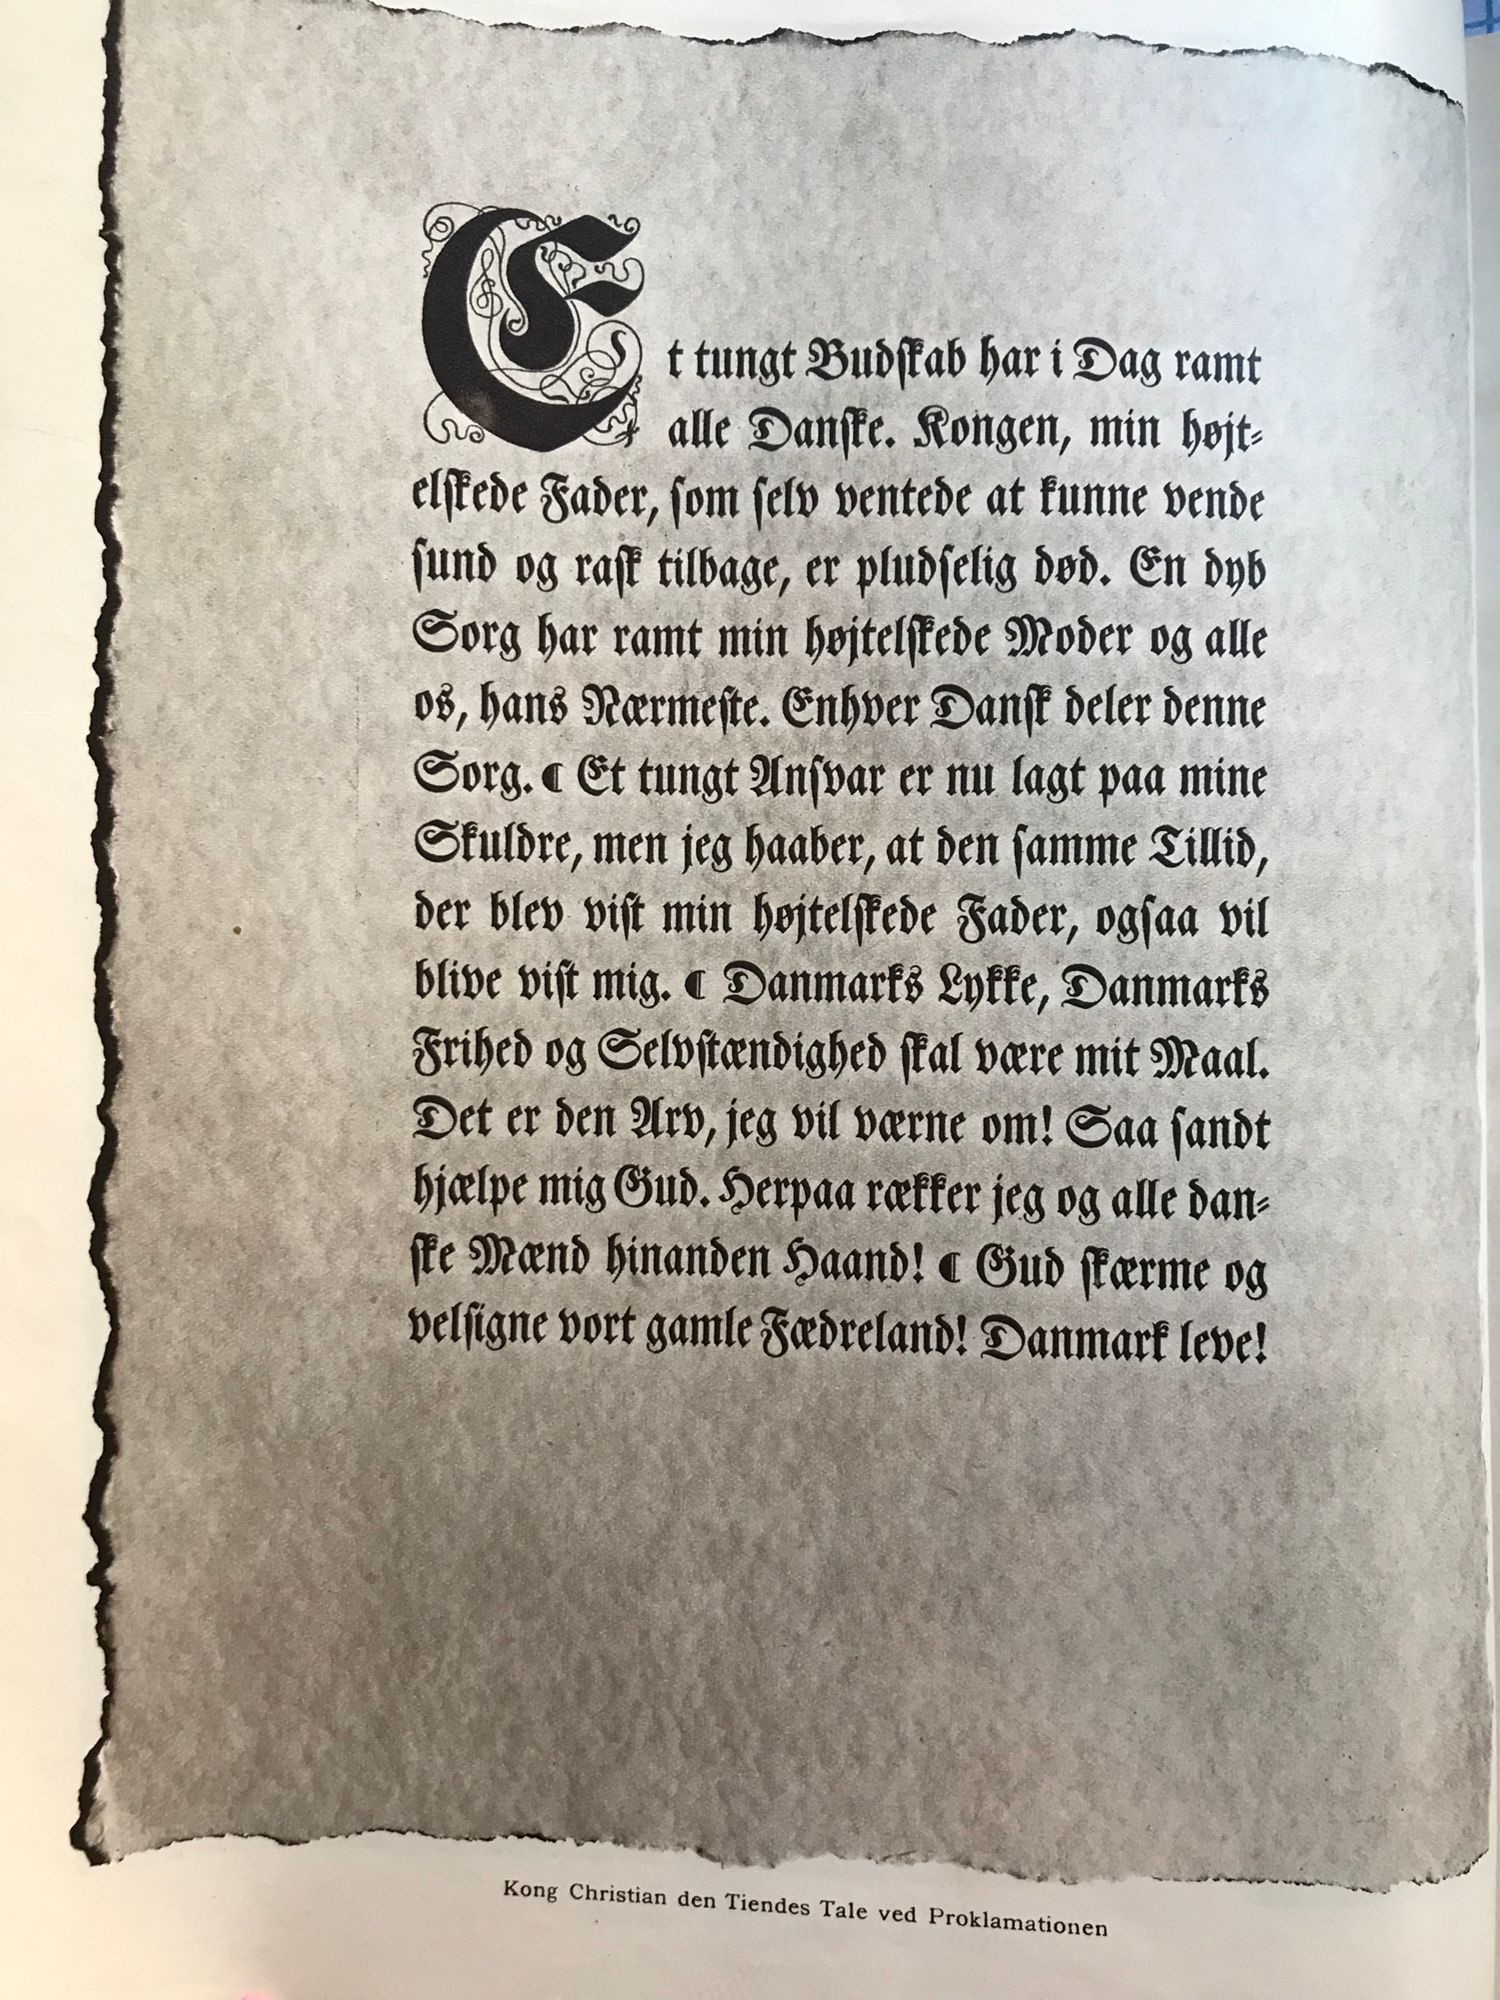 Et tungt Budskab har i Dag ramt
alle Danske. Kongen, min højt-
elskede Fader, som selv ventede at kunne vende
sund og rask tilbage, er pludselig død. En dyb
Sorg har ramt min højtelskede Moder og alle
os, hans Nærmeste. Enhver Dansk deler denne
Sorg. ¶ Et tungt Ansvar er nu lagt paa mine
Skuldre, men jeg haaber, at den samme Tillid,
der blev vist min højtelskede Fader, ogsaa vil
blive vist mig. ¶ Danmarks Lykke, Danmarks
Frihed og Selvstændighed skal være mit Maal.
Det er den Arv, jeg vil værne om! Saa sandt
hjælpe mig Gud. Herpaa rækker jeg og alle dan-
ske Mænd hinanden Haand! ¶ Gud skærme og
velsigne vort gamle Fædreland! Danmark leve!
Kong Christian den Tiendes Tale ved Proklamationen